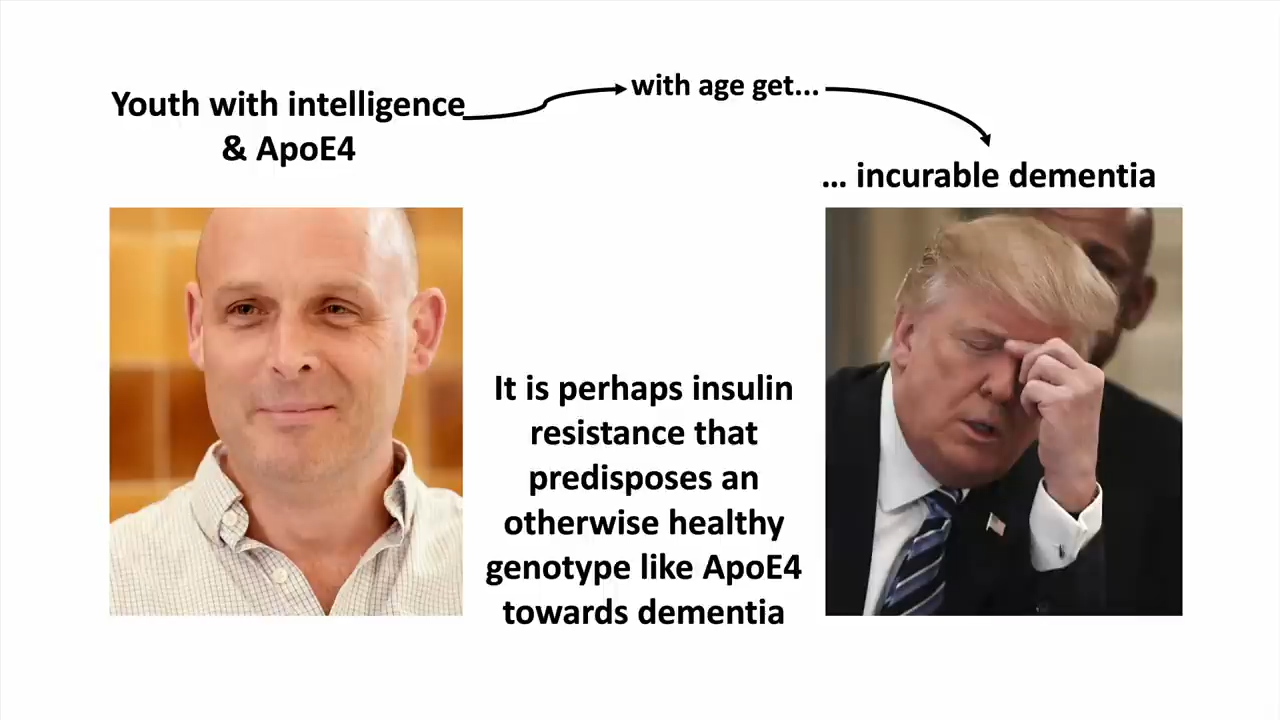 Youth with intelligence
& ApoE4
with age get...
... incurable dementia
It is perhaps insulin
resistance that
predisposes an
otherwise healthy
genotype like ApoE4
towards dementia